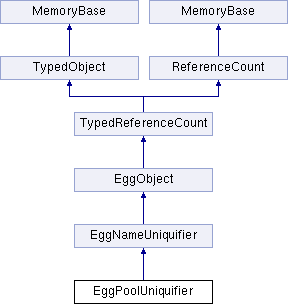 MemoryBase MemoryBase
TypedObject ReferenceCount
TypedReferenceCount
EggObject
EggNameUniquifier
EggPoolUniquifier